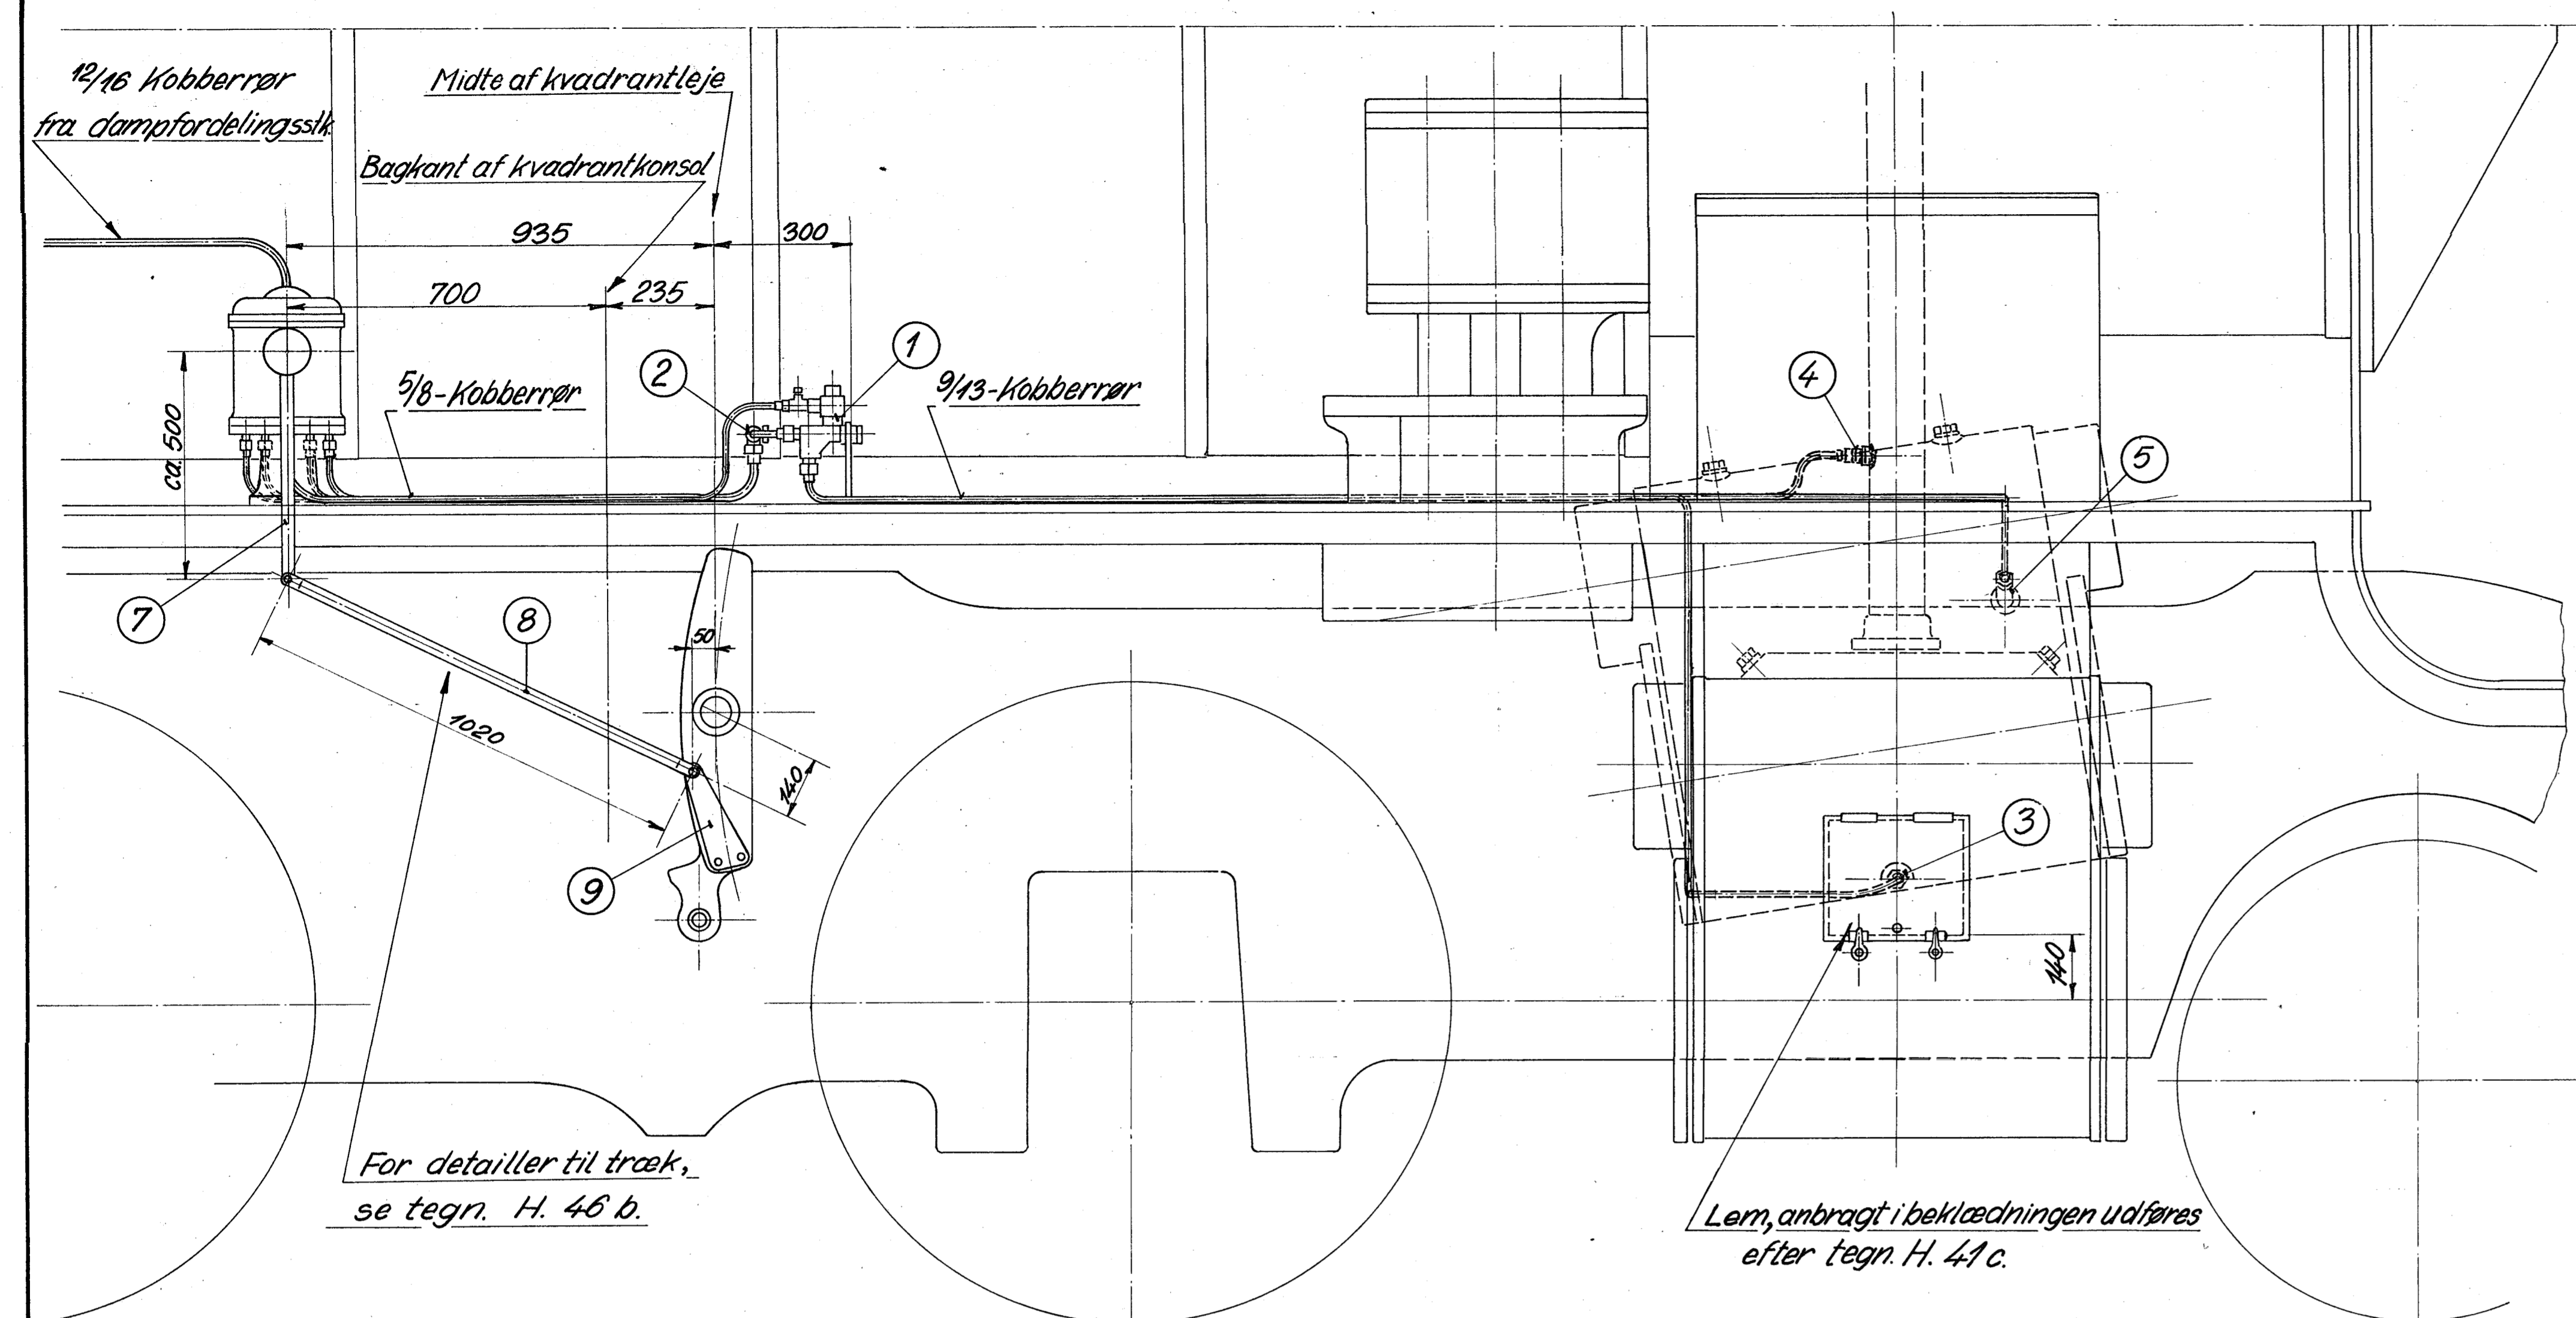 12/16 Kobberrør
fra dampfordelingsstk.
Midte af kvadrantleje
Bagkant af kvadrantkonsol
935
300
700
235
1
2
4
5
5/8-Kobberrør
9/13-Kobberrør
ca. 500
7
8
50
1020
140
9
3
140
For detailler til træk,
se tegn. H. 46 b.
Lem, anbragt i beklædningen udføres
efter tegn. H. 41 c.